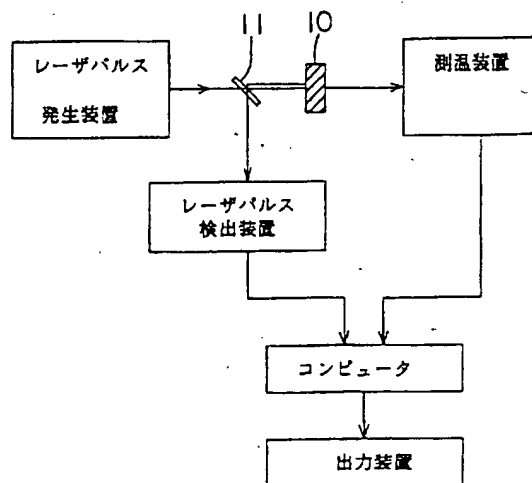 11
10
レーザパルス
発生装置
測温装置
レーザパルス
検出装置
コンピュータ
出力装置